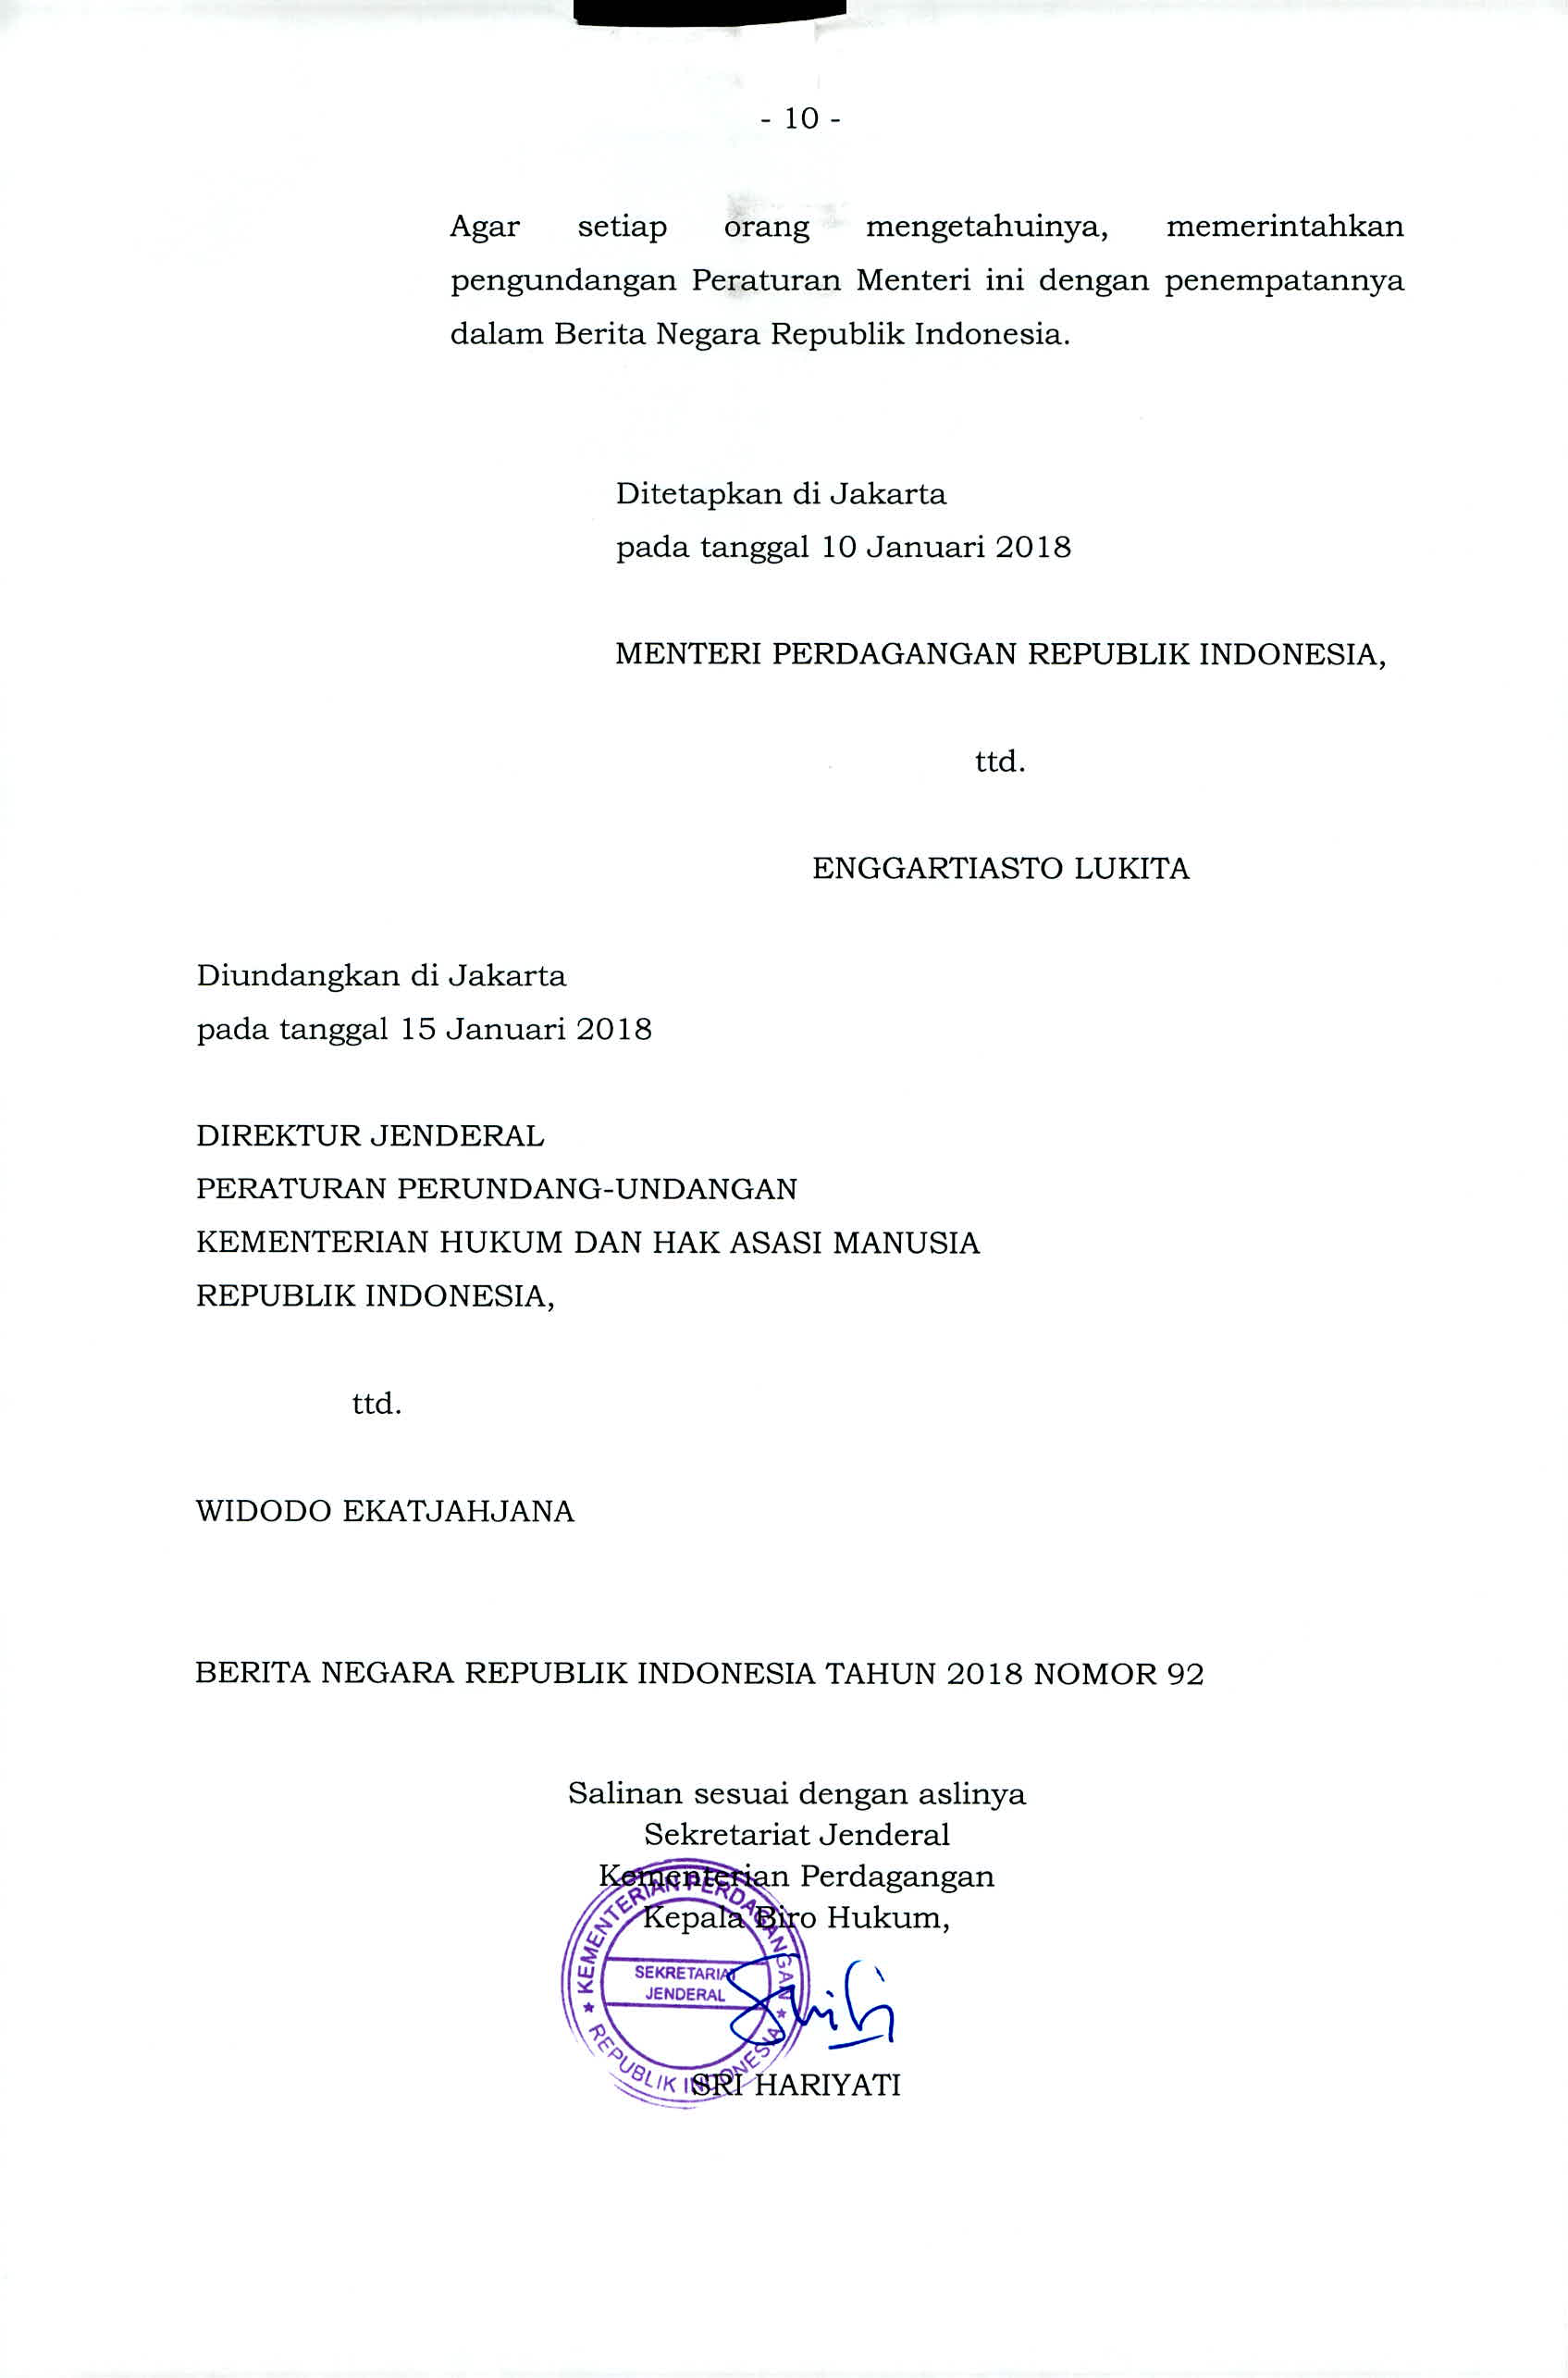 - 10 -
Agar setiap orang mengetahuinya, memerintahkan
pengundangan Peraturan Menteri ini dengan penempatannya
dalam Berita Negara Republik Indonesia.
Ditetapkan di Jakarta
pada tanggal 10 Januari 2018
MENTERI PERDAGANGAN REPUBLIK INDONESIA,
ttd.
ENGGARTIASTO LUKITA
Diundangkan di Jakarta
pada tanggal 15 Januari 2018
DIREKTUR JENDERAL
PERATURAN PERUNDANG-UNDANGAN
KEMENTERIAN HUKUM DAN HAK ASASI MANUSIA
REPUBLIK INDONESIA,
ttd.
WIDODO EKATJAHJANA
BERITA NEGARA REPUBLIK INDONESIA TAHUN 2018 NOMOR 92
Salinan sesuai dengan aslinya
Sekretariat Jenderal
Kementerian Perdagangan
Kepala Biro Hukum,
KEMENTERIAN PERDAGANGAN
SEKRETARIAT
JENDERAL
REPUBLIK INDONESIA
SRI HARIYATI